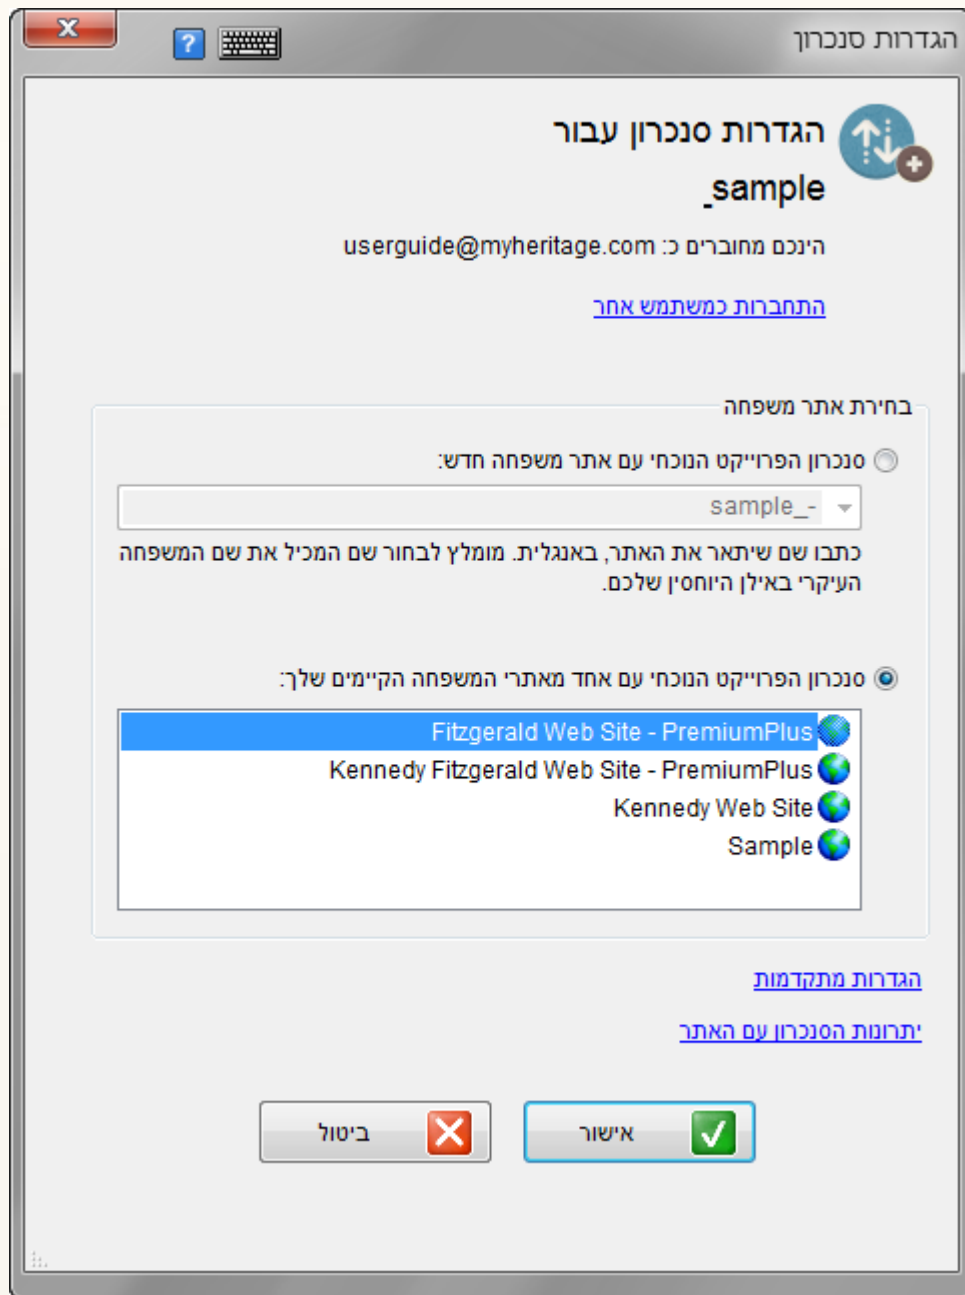 הגדרות סנכרון
הגדרות סנכרון עבור
_sample
הינכם מחוברים כ: userguide@myheritage.com
התחברות כמשתמש אחר
בחירת אתר משפחה
סנכרון הפרוייקט הנוכחי עם אתר משפחה חדש:
sample_-
כתבו שם שיתאר את האתר, באנגלית. מומלץ לבחור שם המכיל את שם המשפחה
העיקרי באילן היוחסין שלכם.
סנכרון הפרוייקט הנוכחי עם אחד מאתרי המשפחה הקיימים שלך:
Fitzgerald Web Site - PremiumPlus
Kennedy Fitzgerald Web Site - PremiumPlus
Kennedy Web Site
Sample
הגדרות מתקדמות
יתרונות הסנכרון עם האתר
אישור
ביטול